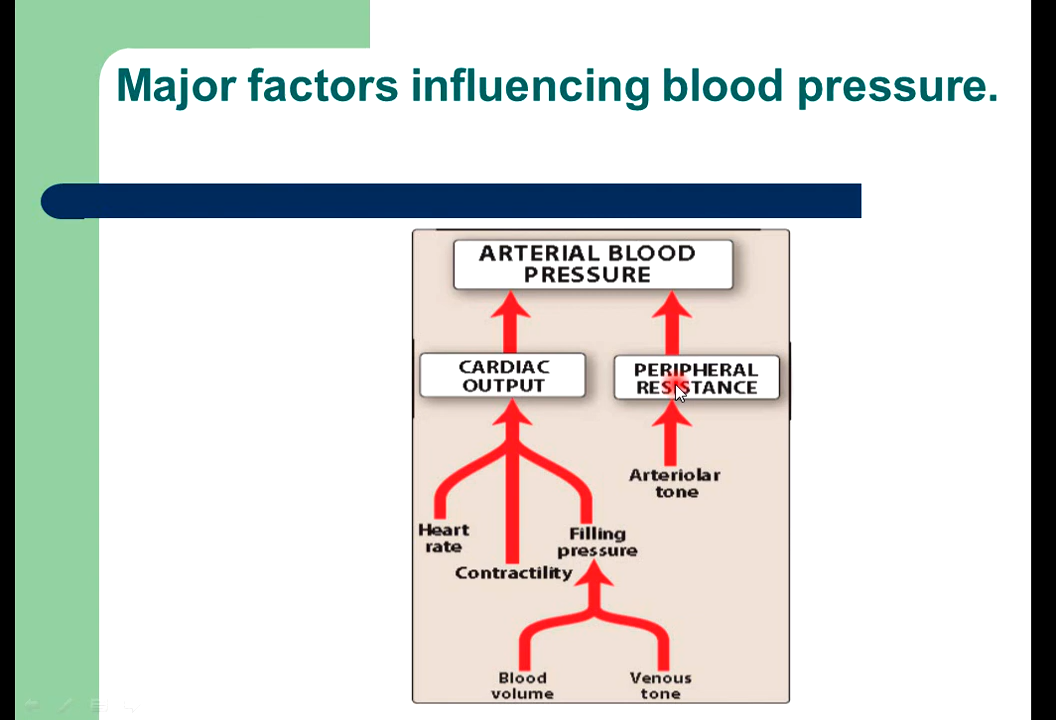 Major factors influencing blood pressure.
ARTERIAL BLOOD
PRESSURE
CARDIAC
OUTPUT
PERIPHERAL
RESISTANCE
Arteriolar
tone
Heart
rate
Filling
pressure
Contractility
Blood
volume
Venous
tone